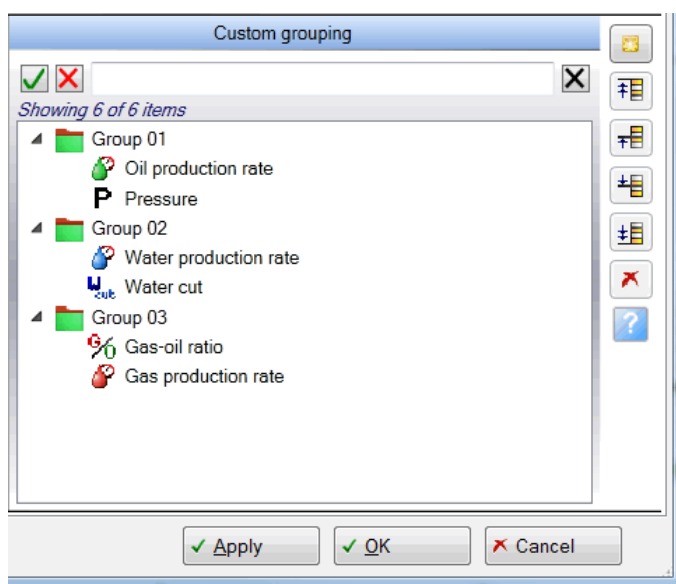 Custom grouping
Showing 6 of 6 items
Group 01
Oil production rate
P Pressure
Group 02
Water production rate
W cut Water cut
Group 03
G/O Gas-oil ratio
Gas production rate
?
Apply OK Cancel